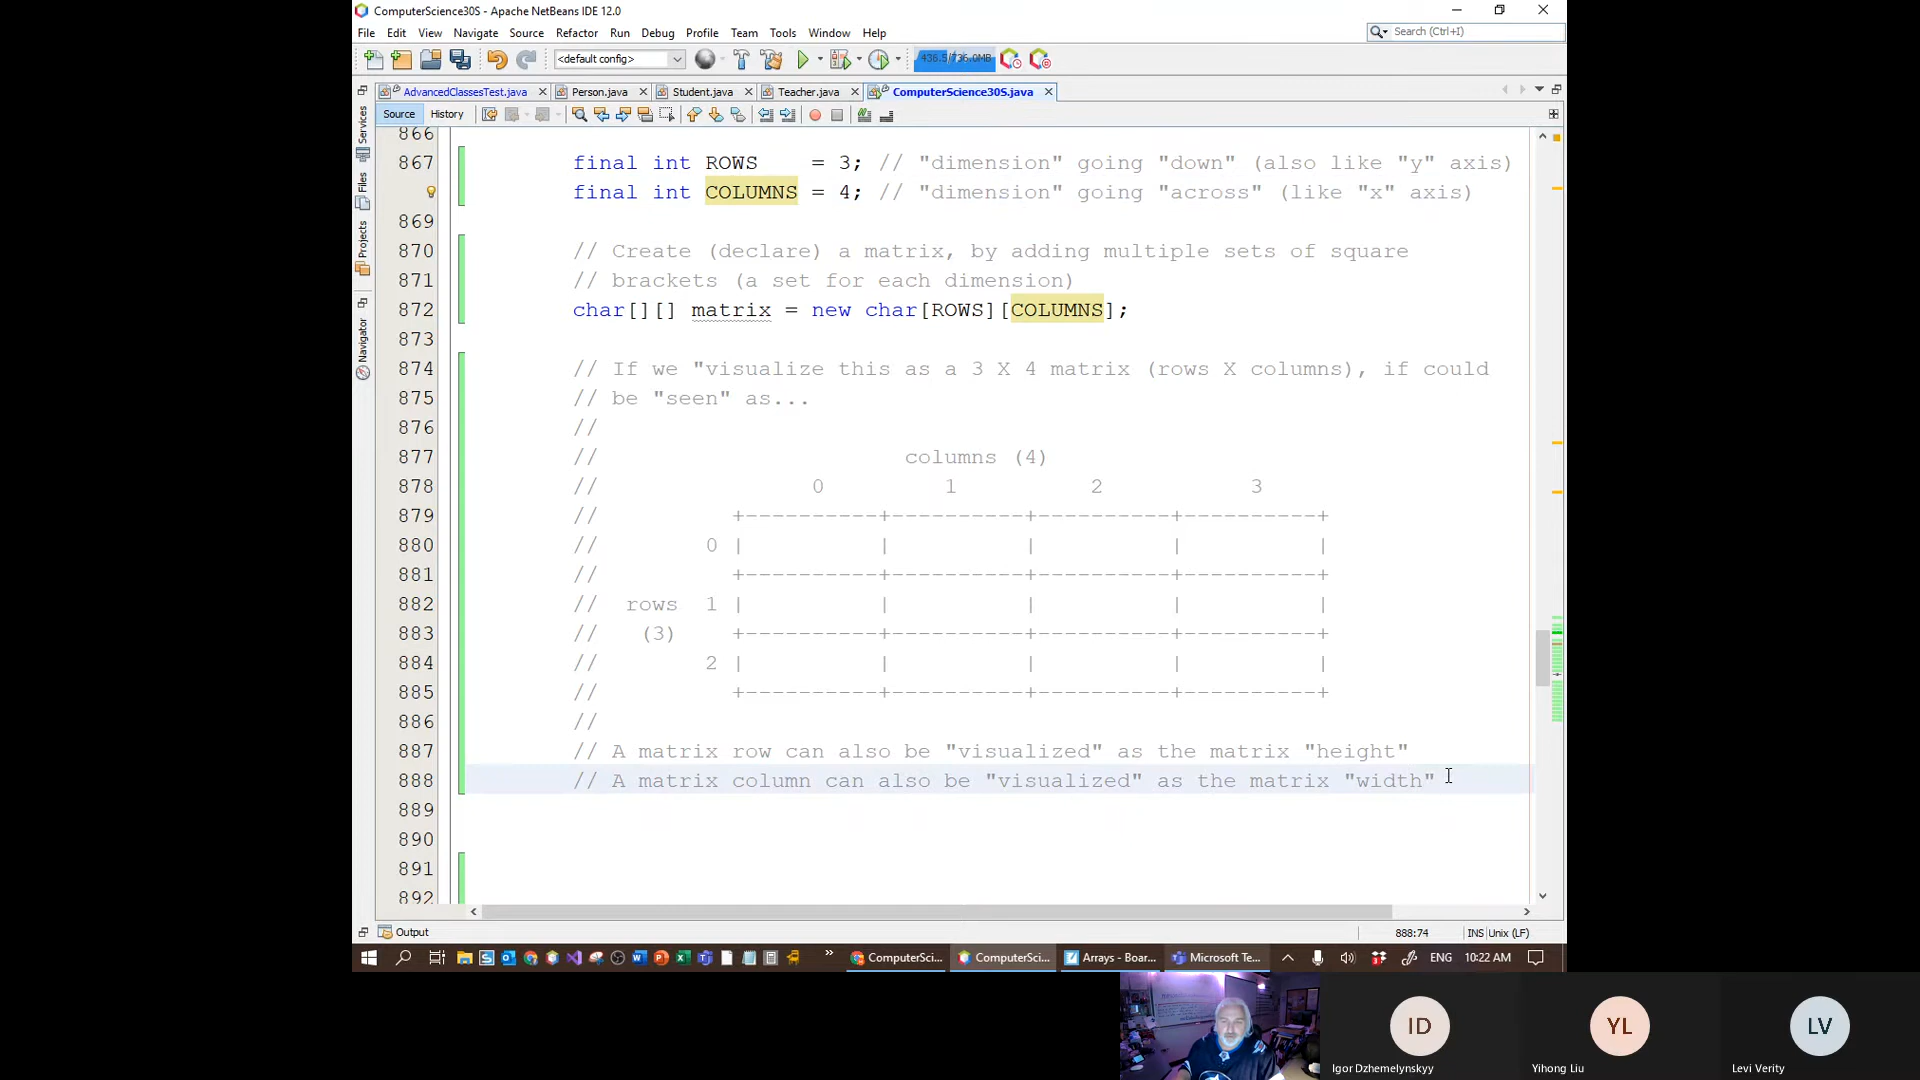 ComputerScience30S - Apache NetBeans IDE 12.0
File Edit View Navigate Source Refactor Run Debug Profile Team Tools Window Help
Search (Ctrl+I)
<default config>
436.5/736.0MB
AdvancedClassesTest.java Person.java Student.java Teacher.java ComputerScience30S.java
Source History
Services
Files
Projects
Navigator
866
867 final int ROWS    = 3; // "dimension" going "down" (also like "y" axis)
final int COLUMNS = 4; // "dimension" going "across" (like "x" axis)
869
870 // Create (declare) a matrix, by adding multiple sets of square
871 // brackets (a set for each dimension)
872 char[][] matrix = new char[ROWS][COLUMNS];
873
874 // If we "visualize this as a 3 X 4 matrix (rows X columns), if could
875 // be "seen" as...
876 //
877 // columns (4)
878 // 0 1 2 3
879 // +----------+----------+----------+----------+
880 // 0 | | | | |
881 // +----------+----------+----------+----------+
882 // rows 1 | | | | |
883 // (3) +----------+----------+----------+----------+
884 // 2 | | | | |
885 // +----------+----------+----------+----------+
886 //
887 // A matrix row can also be "visualized" as the matrix "height"
888 // A matrix column can also be "visualized" as the matrix "width"
889
890
891
892
Output
888:74 INS Unix (LF)
ComputerSci... ComputerSci... Arrays - Boar... Microsoft Te... ENG 10:22 AM
ID YL LV
Igor Dzhemelynskyy Yihong Liu Levi Verity